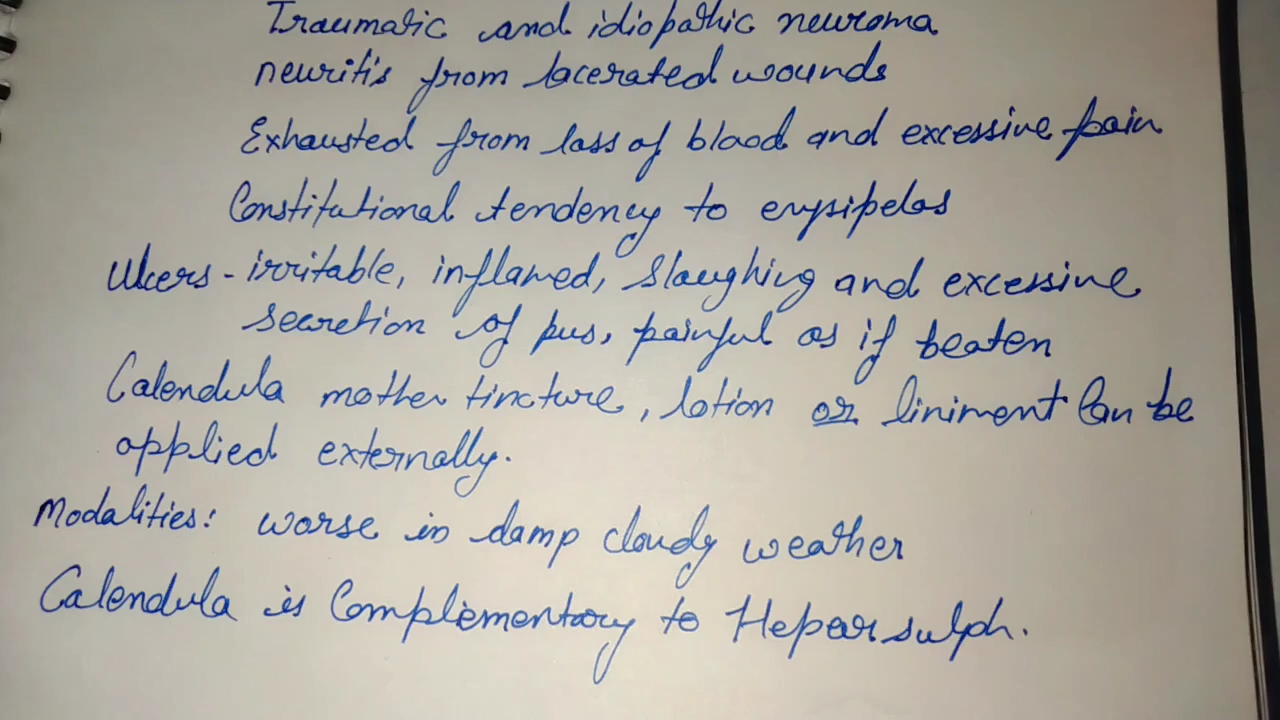 Traumatic and idiopathic neuroma
neuritis from lacerated wounds
Exhausted from loss of blood and excessive pain
Constitutional tendency to erysipelas
Ulcers - irritable, inflamed, sloughing and excessive
secretion of pus, painful as if beaten
Calendula mother tincture, lotion or liniment Can be
applied externally.
Modalities: worse in damp cloudy weather
Calendula is Complementary to Hepar sulph.